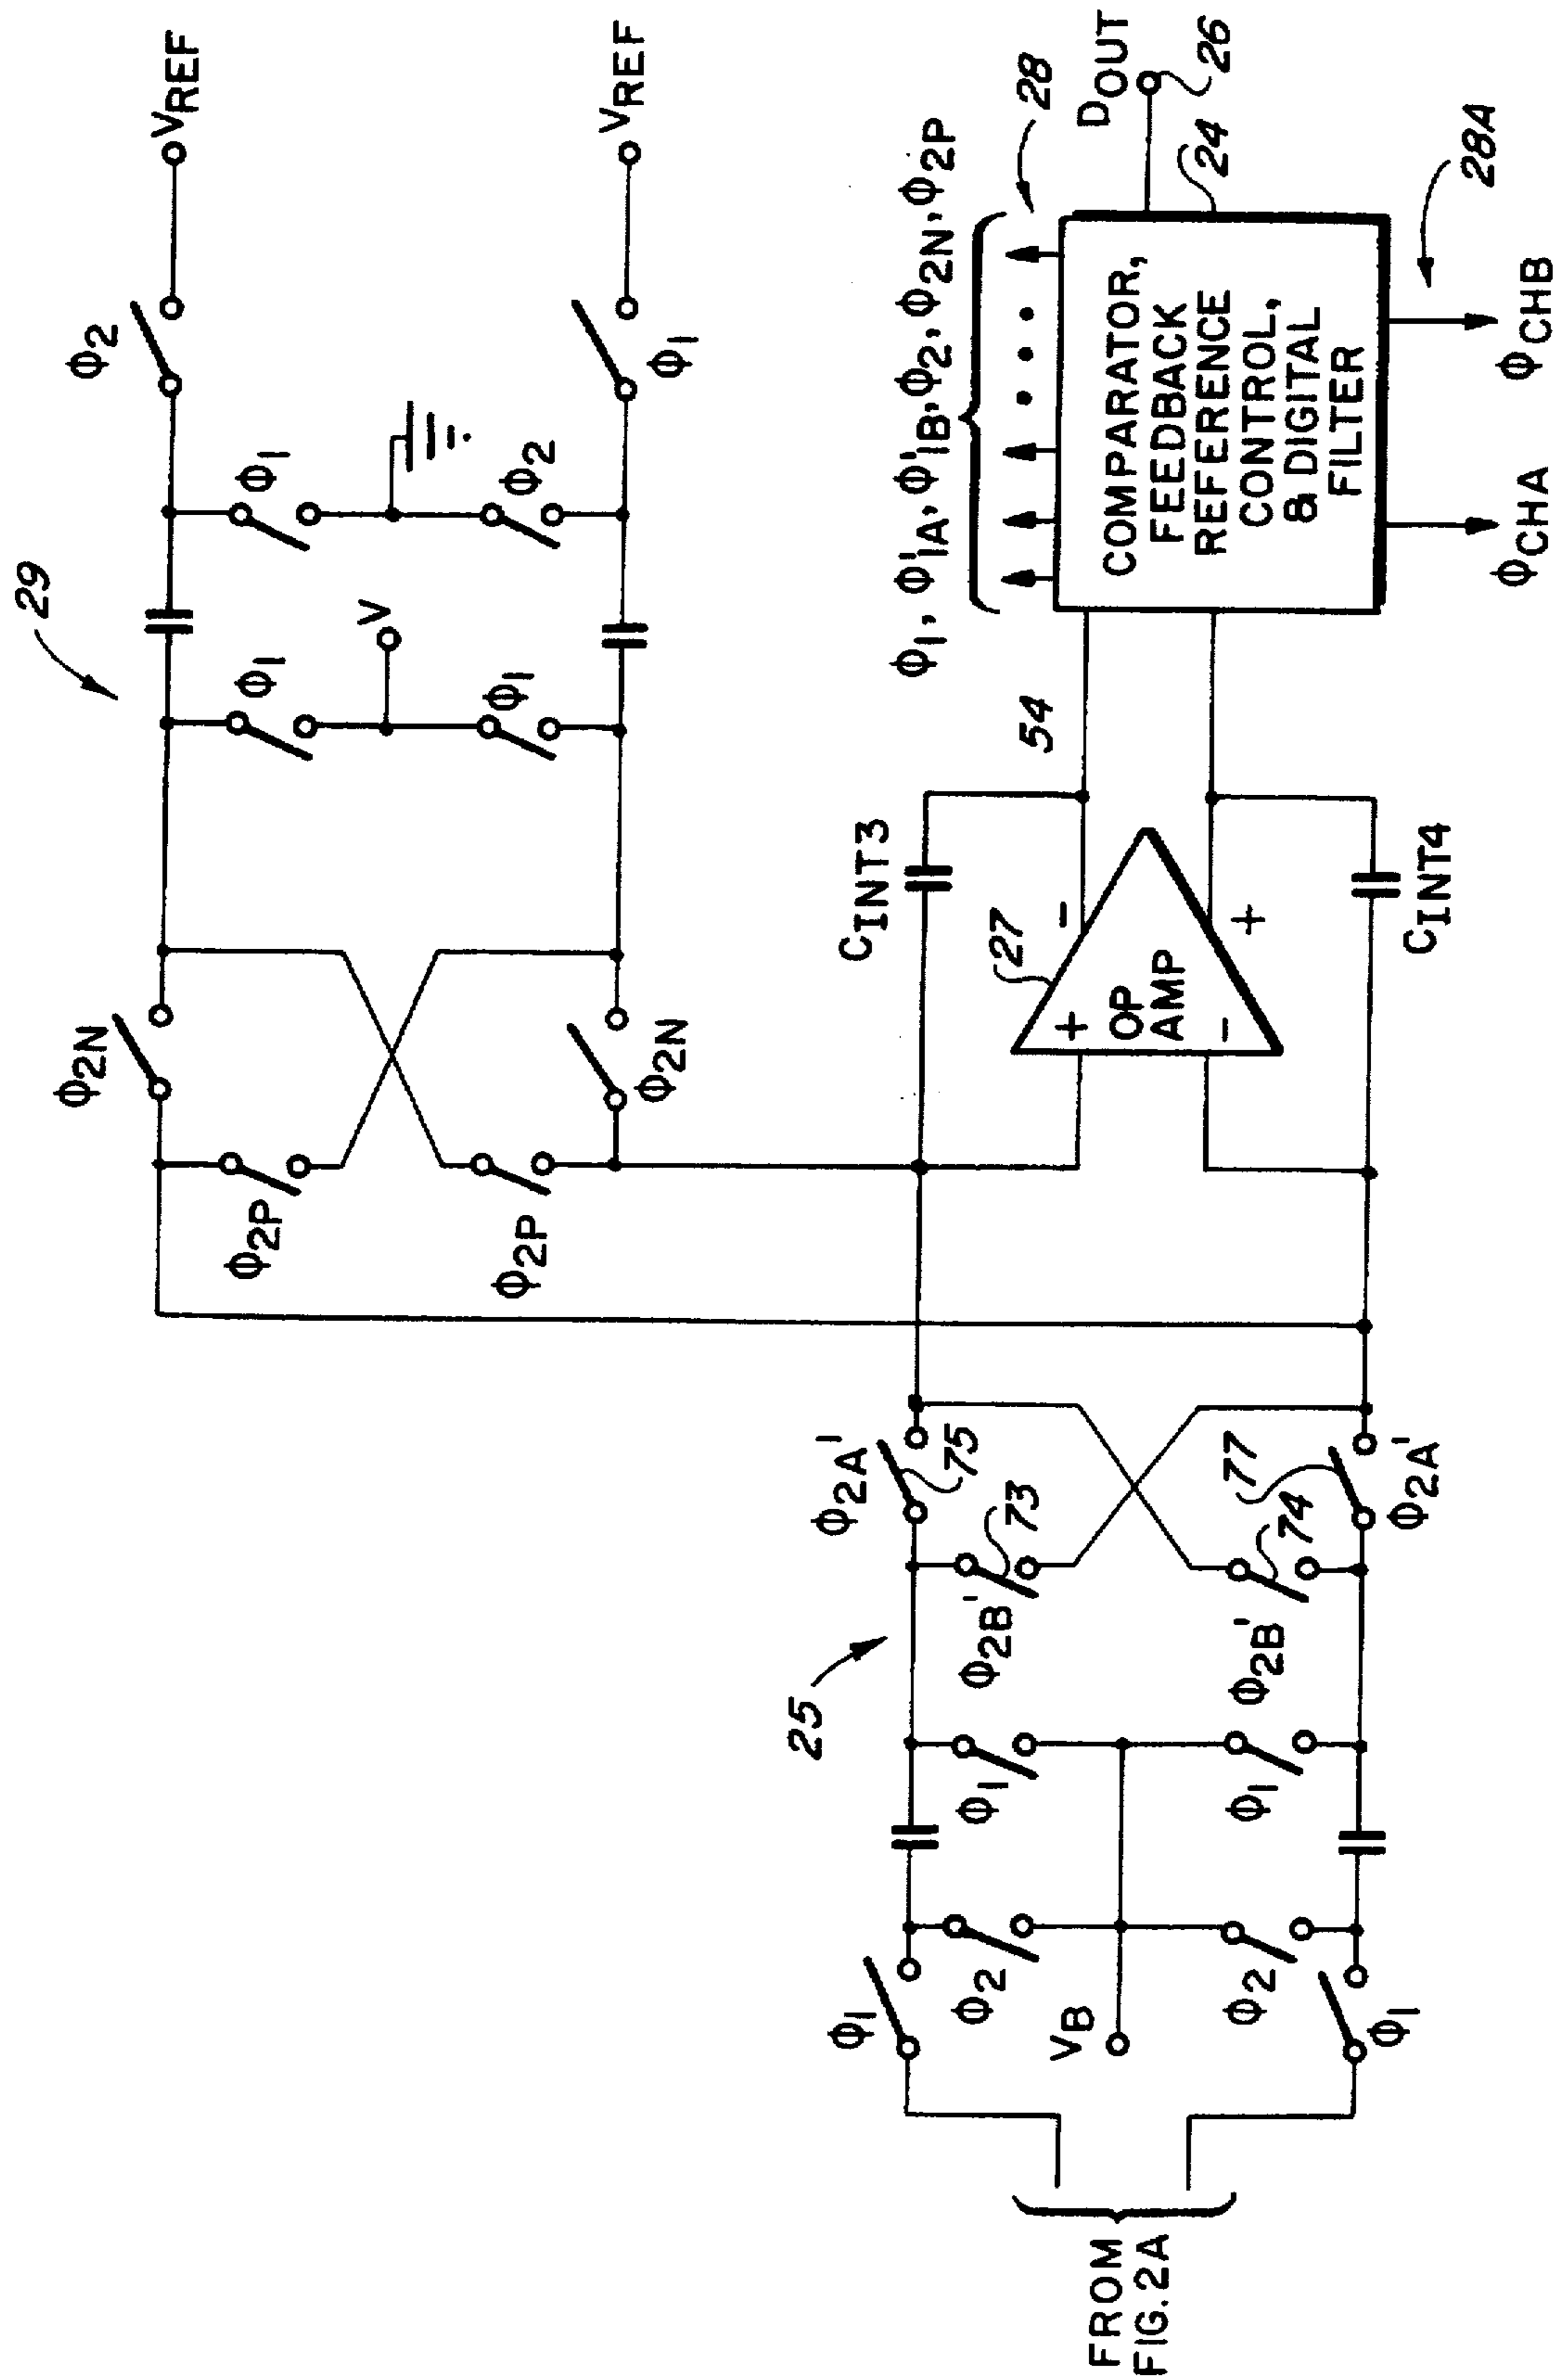 29
Φ2
VREF
Φ1
Φ1
V
Φ1
Φ2
Φ1
VREF
Φ2N
Φ2P
Φ2P
Φ2N
25
Φ1
Φ2
VB
Φ2
Φ1
Φ1
Φ1
Φ2A'
75
Φ2B'
73
Φ2B'
74
77
Φ2A'
FROM
FIG.2A
CINT3
54
27
+
-
OP
AMP
-
+
CINT4
Φ1, Φ'1A, Φ'1B, Φ2, Φ2N, Φ2P
28
DOUT
26
24
COMPARATOR,
FEEDBACK
REFERENCE
CONTROL,
& DIGITAL
FILTER
28A
ΦCHA
ΦCHB